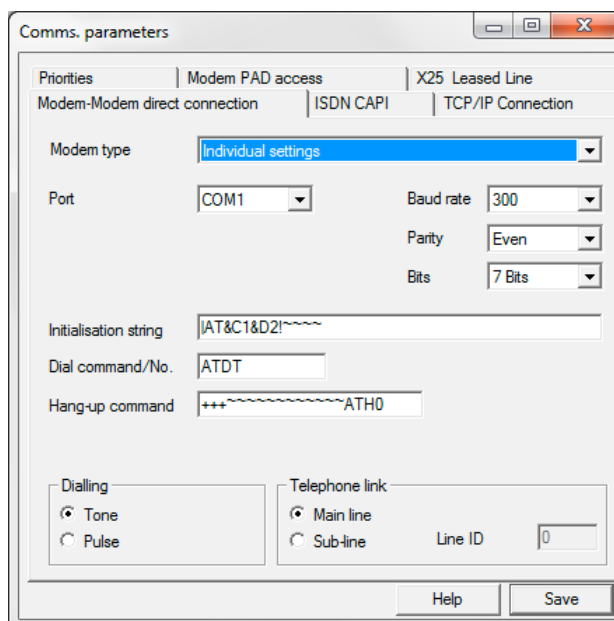 Comms. parameters
Priorities Modem PAD access X25 Leased Line
Modem-Modem direct connection ISDN CAPI TCP/IP Connection
Modem type Individual settings
Port COM1 Baud rate 300
Parity Even
Bits 7 Bits
Initialisation string |AT&C1&D2!~~~~
Dial command/No. ATDT
Hang-up command +++~~~~~~~~~~~~ATH0
Dialling Telephone link
Tone Main line
Pulse Sub-line Line ID 0
Help Save